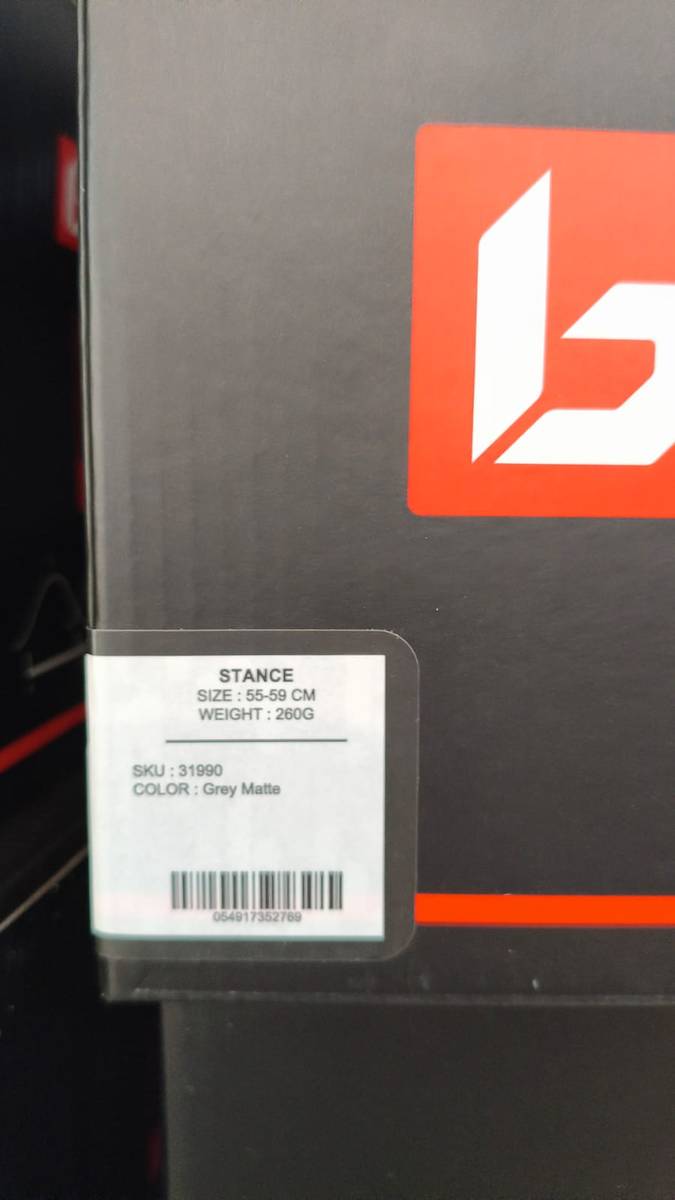 b
STANCE
SIZE : 55-59 CM
WEIGHT : 260G
SKU : 31990
COLOR : Grey Matte
054917352769